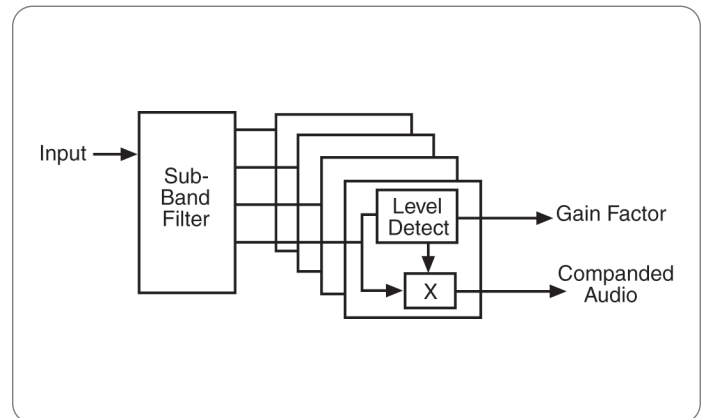 Input
Sub-
Band
Filter
Level
Detect
X
Gain Factor
Companded
Audio